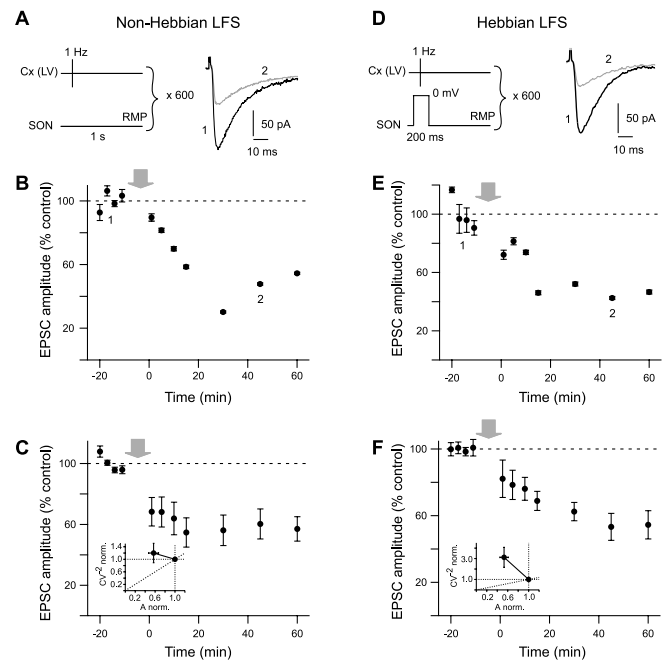 A
Non-Hebbian LFS
1 Hz
Cx (LV)
x 600
SON
RMP
1 s
2
1
50 pA
10 ms
B
EPSC amplitude (% control)
100
60
20
1
2
-20
0
20
40
60
Time (min)
C
EPSC amplitude (% control)
100
60
20
CV⁻² norm.
1.4
1.0
0.6
0.2
0.2
0.6
1.0
A norm.
-20
0
20
40
60
Time (min)
D
Hebbian LFS
1 Hz
Cx (LV)
0 mV
x 600
SON
RMP
200 ms
2
1
50 pA
10 ms
E
EPSC amplitude (% control)
100
60
20
1
2
-20
0
20
40
60
Time (min)
F
EPSC amplitude (% control)
100
60
20
CV⁻² norm.
3.0
1.0
0.2
0.6
1.0
A norm.
-20
0
20
40
60
Time (min)